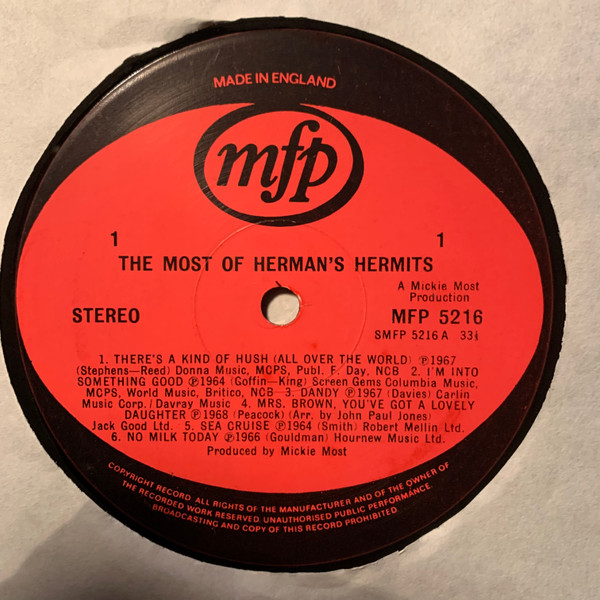 MADE IN ENGLAND
mfp
1 1
THE MOST OF HERMAN'S HERMITS
A Mickie Most
Production
STEREO MFP 5216
SMFP 5216 A 33⅓
1. THERE'S A KIND OF HUSH (ALL OVER THE WORLD) ℗1967
(Stephens—Reed) Donna Music, MCPS, Publ. F. Day, NCB 2. I'M INTO
SOMETHING GOOD ℗1964 (Goffin—King) Screen Gems Columbia Music,
MCPS, World Music, Britico, NCB 3. DANDY ℗1967 (Davies) Carlin
Music Corp./Davray Music 4. MRS. BROWN, YOU'VE GOT A LOVELY
DAUGHTER ℗1968 (Peacock) (Arr. by John Paul Jones)
Jack Good Ltd. 5. SEA CRUISE ℗1964 (Smith) Robert Mellin Ltd.
6. NO MILK TODAY ℗1966 (Gouldman) Hournew Music Ltd.
Produced by Mickie Most
COPYRIGHT RECORD ALL RIGHTS OF THE MANUFACTURER AND OF THE OWNER OF
THE RECORDED WORK RESERVED. UNAUTHORISED PUBLIC PERFORMANCE.
BROADCASTING AND COPY OF THIS RECORD PROHIBITED.